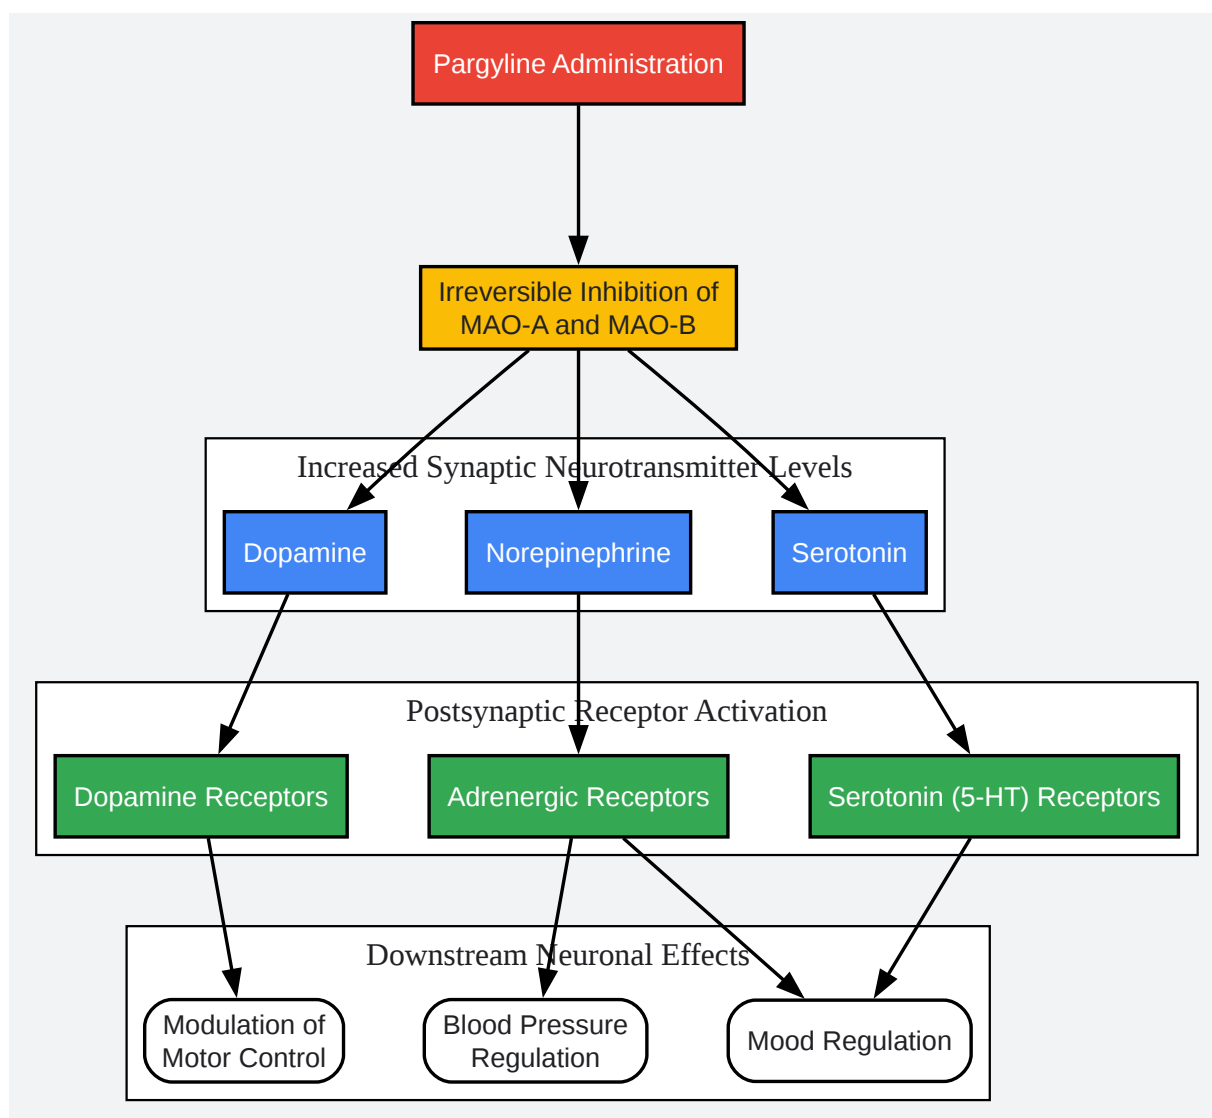 Pargyline Administration
Irreversible Inhibition of
MAO-A and MAO-B
Increased Synaptic Neurotransmitter Levels
Dopamine
Norepinephrine
Serotonin
Postsynaptic Receptor Activation
Dopamine Receptors
Adrenergic Receptors
Serotonin (5-HT) Receptors
Downstream Neuronal Effects
Modulation of
Motor Control
Blood Pressure
Regulation
Mood Regulation